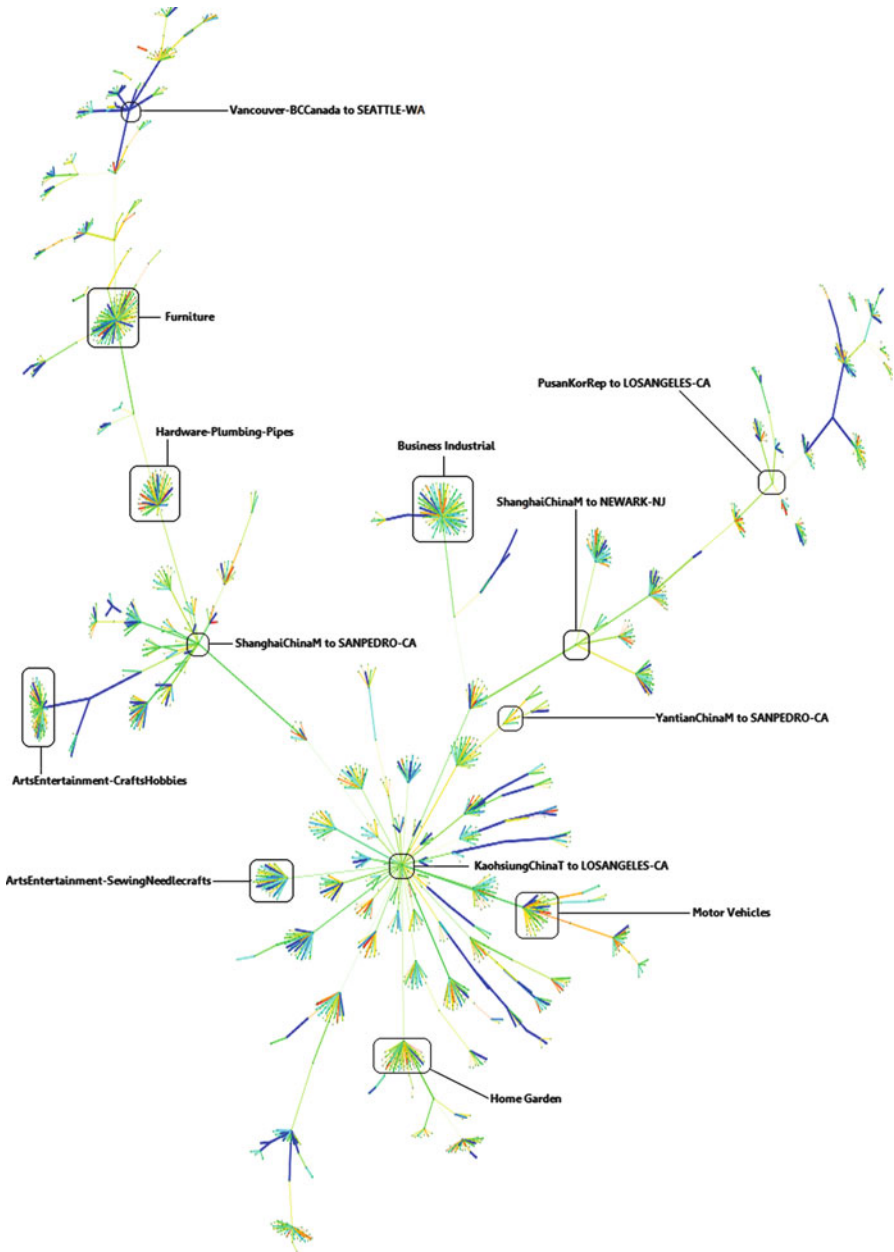 Vancouver-BCCanada to SEATTLE-WA
Furniture
PusanKorRep to LOSANGELES-CA
Hardware-Plumbing-Pipes
Business Industrial
ShanghaiChinaM to NEWARK-NJ
ShanghaiChinaM to SANPEDRO-CA
YantianChinaM to SANPEDRO-CA
ArtsEntertainment-CraftsHobbies
KaohsiungChinaT to LOSANGELES-CA
ArtsEntertainment-SewingNeedlecrafts
Motor Vehicles
Home Garden